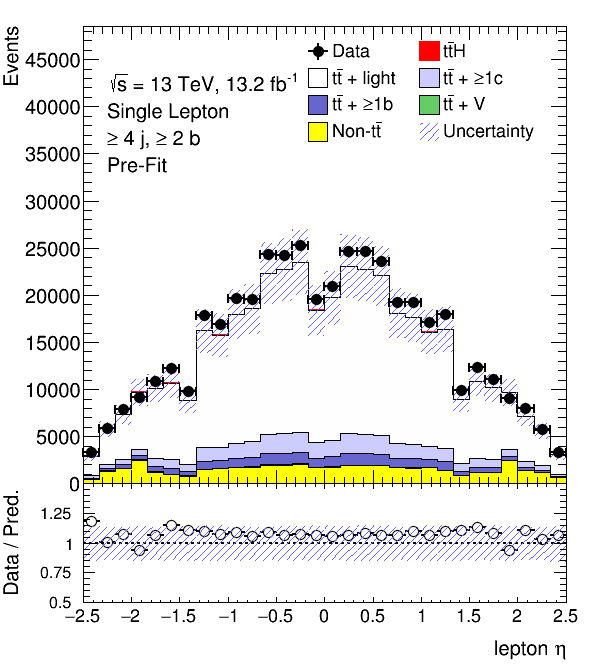 Events
45000
40000
35000
30000
25000
20000
15000
10000
5000
0
√s = 13 TeV, 13.2 fb⁻¹
Single Lepton
≥ 4 j, ≥ 2 b
Pre-Fit
Data
tt̄H
tt̄ + light
tt̄ + ≥1c
tt̄ + ≥1b
tt̄ + V
Non-tt̄
Uncertainty
Data / Pred.
1.25
1
0.75
0.5
−2.5 −2 −1.5 −1 −0.5 0 0.5 1 1.5 2 2.5
lepton η